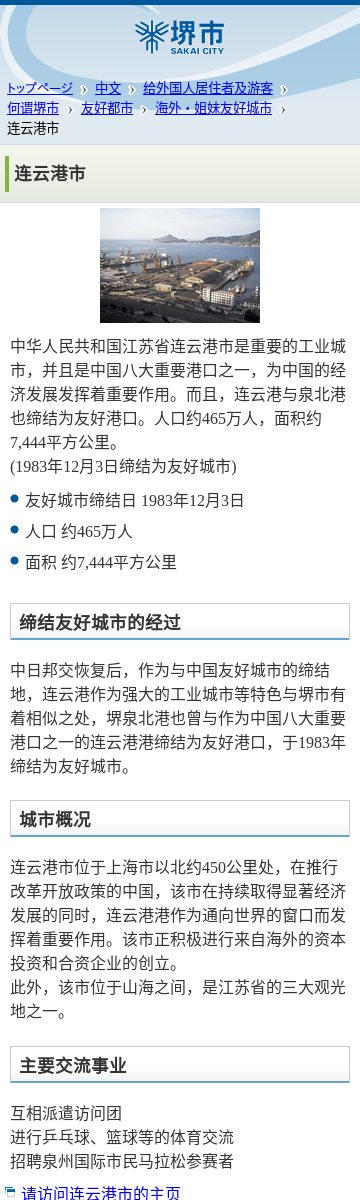 堺市
SAKAI CITY
トップページ 中文 给外国人居住者及游客
何谓堺市 友好都市 海外・姐妹友好城市
连云港市
连云港市
中华人民共和国江苏省连云港市是重要的工业城
市，并且是中国八大重要港口之一，为中国的经
济发展发挥着重要作用。而且，连云港与泉北港
也缔结为友好港口。人口约465万人，面积约
7,444平方公里。
(1983年12月3日缔结为友好城市)
友好城市缔结日 1983年12月3日
人口 约465万人
面积 约7,444平方公里
缔结友好城市的经过
中日邦交恢复后，作为与中国友好城市的缔结
地，连云港作为强大的工业城市等特色与堺市有
着相似之处，堺泉北港也曾与作为中国八大重要
港口之一的连云港港缔结为友好港口，于1983年
缔结为友好城市。
城市概况
连云港市位于上海市以北约450公里处，在推行
改革开放政策的中国，该市在持续取得显著经济
发展的同时，连云港港作为通向世界的窗口而发
挥着重要作用。该市正积极进行来自海外的资本
投资和合资企业的创立。
此外，该市位于山海之间，是江苏省的三大观光
地之一。
主要交流事业
互相派遣访问团
进行乒乓球、篮球等的体育交流
招聘泉州国际市民马拉松参赛者
请访问连云港市的主页